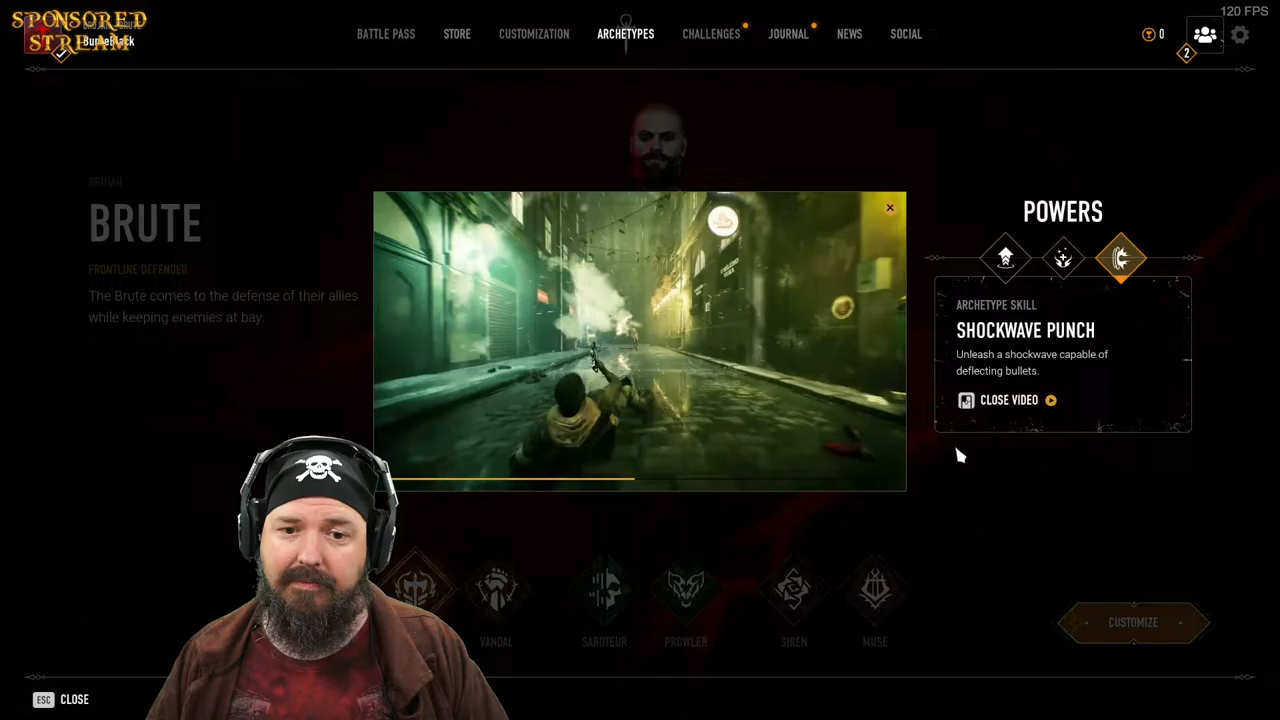 SPONSORED
STREAM
120 FPS
BATTLE PASS
STORE
CUSTOMIZATION
ARCHETYPES
CHALLENGES
JOURNAL
NEWS
SOCIAL
0
2
BRUJAH
BRUTE
FRONTLINE DEFENDER
The Brute comes to the defense of their allies
while keeping enemies at bay.
POWERS
ARCHETYPE SKILL
SHOCKWAVE PUNCH
Unleash a shockwave capable of
deflecting bullets.
CLOSE VIDEO
VANDAL
SABOTEUR
PROWLER
SIREN
MUSE
CUSTOMIZE
ESC CLOSE